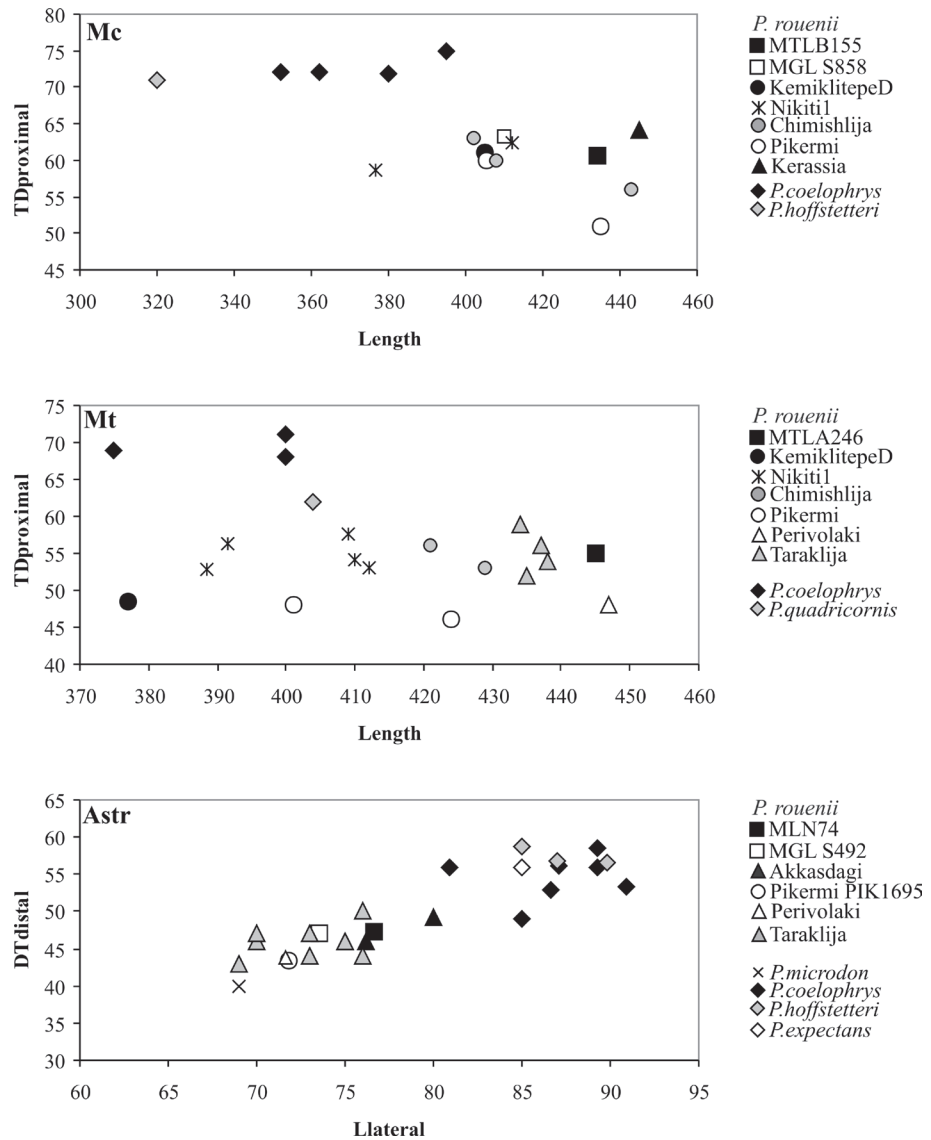 Mc
TDproximal
80
75
70
65
60
55
50
45
300 320 340 360 380 400 420 440 460
Length
P. rouenii
MTLB155
MGL S858
KemiklitepeD
Nikiti1
Chimishlija
Pikermi
Kerassia
P.coelophrys
P.hoffstetteri
Mt
TDproximal
75
70
65
60
55
50
45
40
370 380 390 400 410 420 430 440 450 460
Length
P. rouenii
MTLA246
KemiklitepeD
Nikiti1
Chimishlija
Pikermi
Perivolaki
Taraklija
P.coelophrys
P.quadricornis
Astr
DTdistal
65
60
55
50
45
40
35
30
60 65 70 75 80 85 90 95
Llateral
P. rouenii
MLN74
MGL S492
Akkasdagi
Pikermi PIK1695
Perivolaki
Taraklija
P.microdon
P.coelophrys
P.hoffstetteri
P.expectans